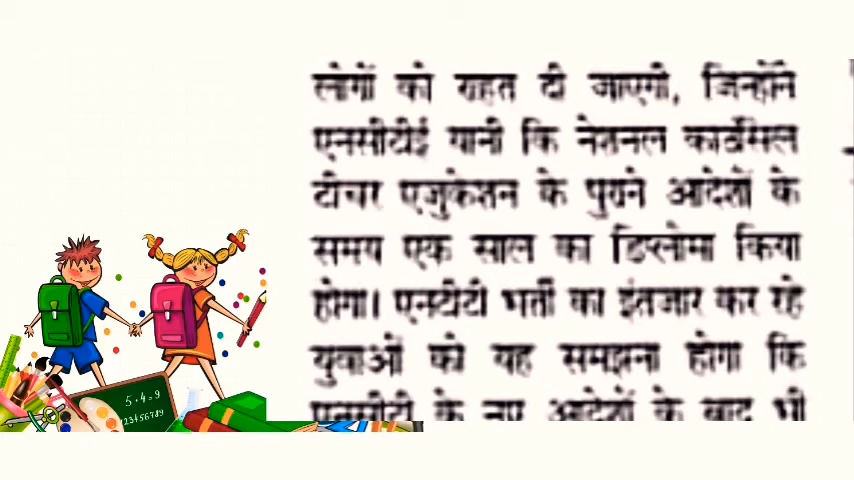 लोगों को राहत दी जाएगी, जिन्होंने
एनसीटीई यानी कि नेशनल काउंसिल
टीचर एजुकेशन के पुराने आदेशों के
समय एक साल का डिप्लोमा किया
होगा। एनटीटी भर्ती का इंतजार कर रहे
युवाओं को यह समझना होगा कि
एनसीटी के नए आदेशों के बाद भी
5·4=9
123456789